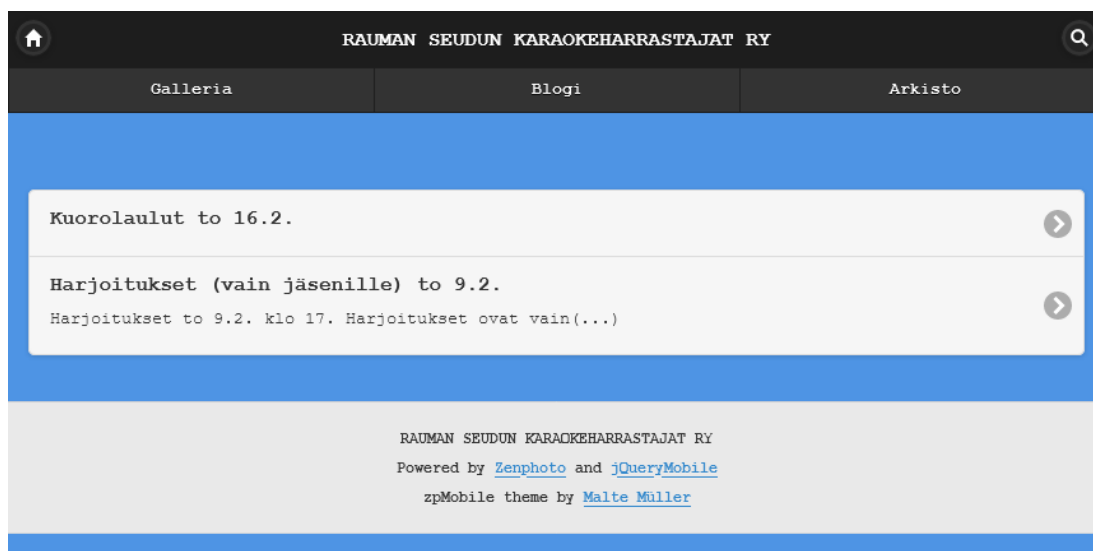 RAUMAN SEUDUN KARAOKEHARRASTAJAT RY
Galleria Blogi Arkisto
Kuorolaulut to 16.2.
Harjoitukset (vain jäsenille) to 9.2.
Harjoitukset to 9.2. klo 17. Harjoitukset ovat vain(...)
RAUMAN SEUDUN KARAOKEHARRASTAJAT RY
Powered by Zenphoto and jQueryMobile
zpMobile theme by Malte Müller